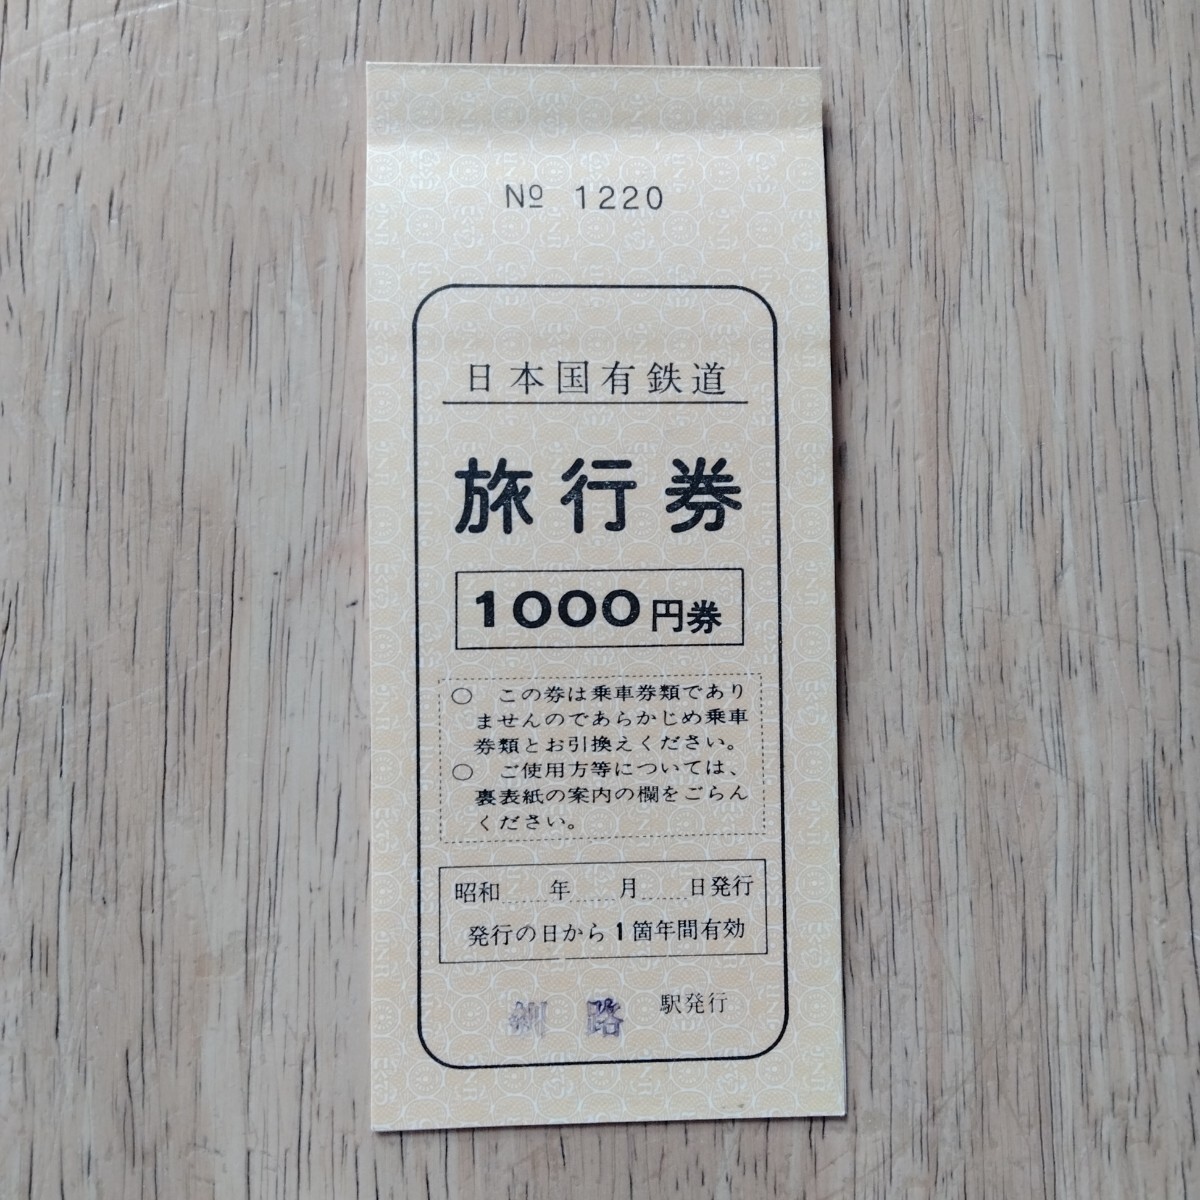 № 1220
日本国有鉄道
旅行券
1000円券
○ この券は乗車券類であり
ませんのであらかじめ乗車
券類とお引換えください。
○ ご使用方等については、
裏表紙の案内の欄をごらん
ください。
昭和 年 月 日発行
発行の日から1箇年間有効
釧路 駅発行